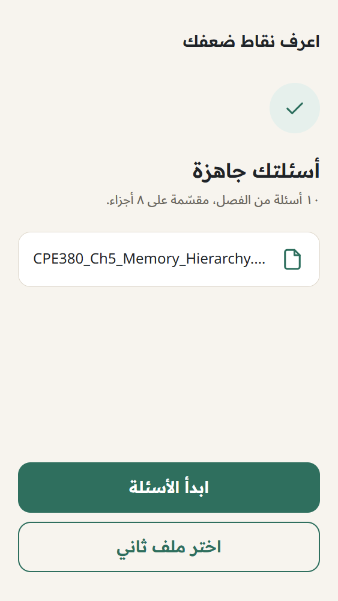 اعرف نقاط ضعفك
أسئلتك جاهزة
١٠ أسئلة من الفصل، مقسّمة على ٨ أجزاء.
CPE380_Ch5_Memory_Hierarchy....
ابدأ الأسئلة
اختر ملف ثاني